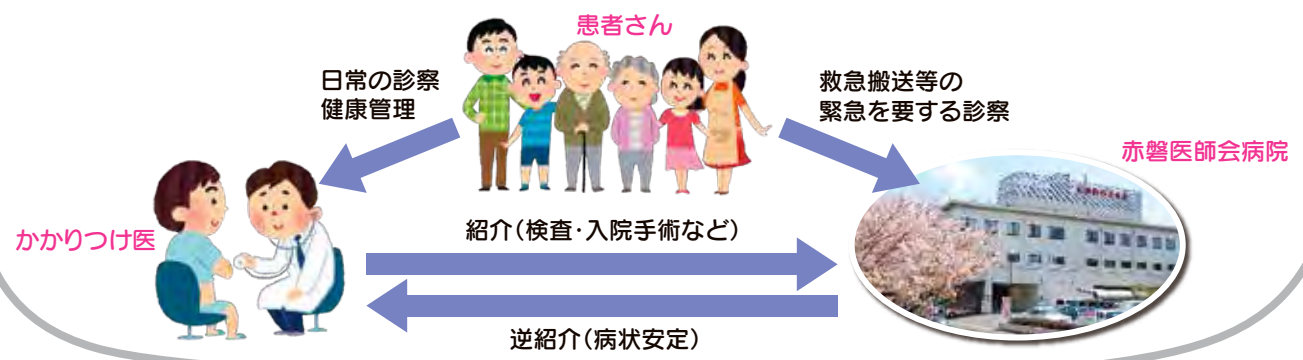 患者さん
日常の診察
健康管理
救急搬送等の
緊急を要する診察
赤磐医師会病院
かかりつけ医
紹介(検査・入院手術など)
逆紹介(病状安定)